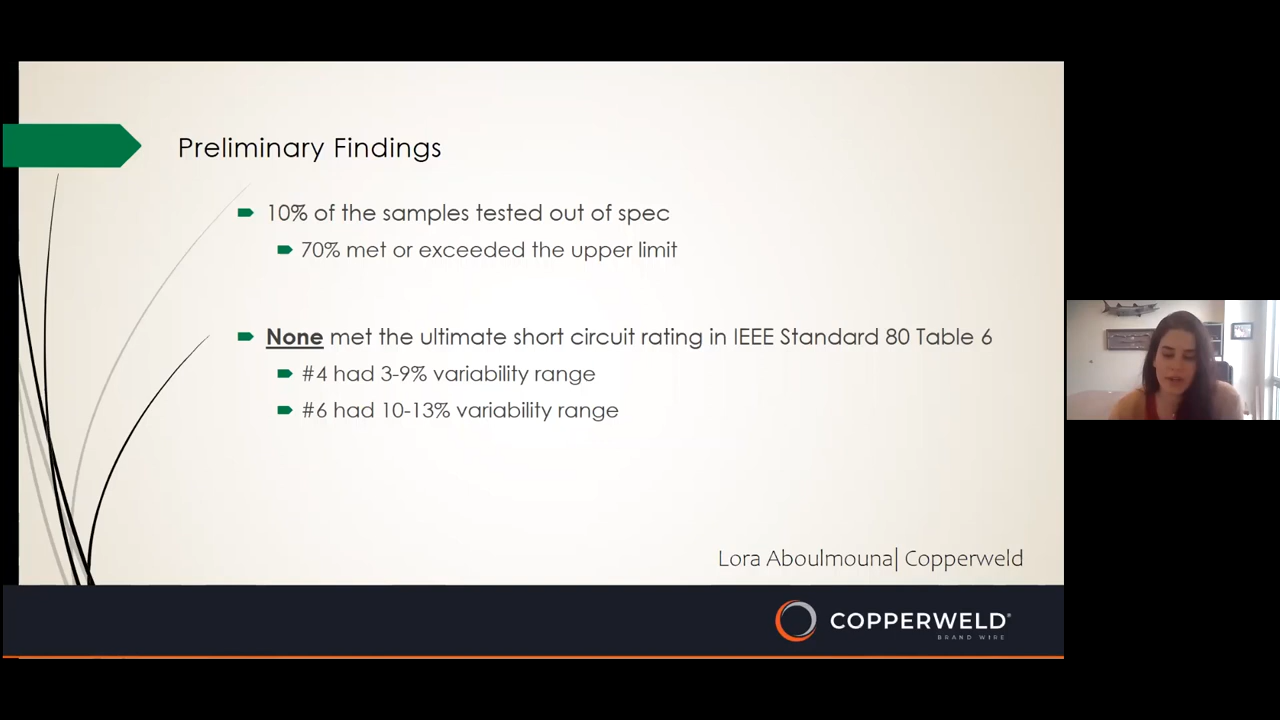 Preliminary Findings
10% of the samples tested out of spec
70% met or exceeded the upper limit
None met the ultimate short circuit rating in IEEE Standard 80 Table 6
#4 had 3-9% variability range
#6 had 10-13% variability range
Lora Aboulmouna| Copperweld
COPPERWELD®
BRAND WIRE